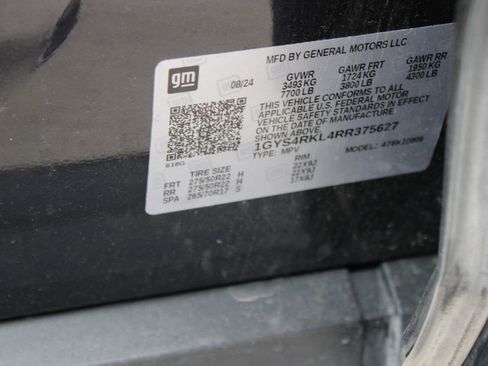 MFD BY GENERAL MOTORS LLC
gm
08/24
GVWR GAWR FRT GAWR RR
3493 KG 1724 KG 1950 KG
7700 LB 3800 LB 4300 LB
THIS VEHICLE CONFORMS TO ALL
APPLICABLE U.S. FEDERAL MOTOR
VEHICLE SAFETY STANDARDS IN EFFECT
ON THE DATE OF MANUFACTURE
SHOWN ABOVE.
1GYS4RKL4RR375627
TYPE: MPV MODEL:
TIRE SIZE RIM
FRT 275/50R22 H 22X9J
RR 275/50R22 H 22X9J
SPA 265/70R17 S 17X8J